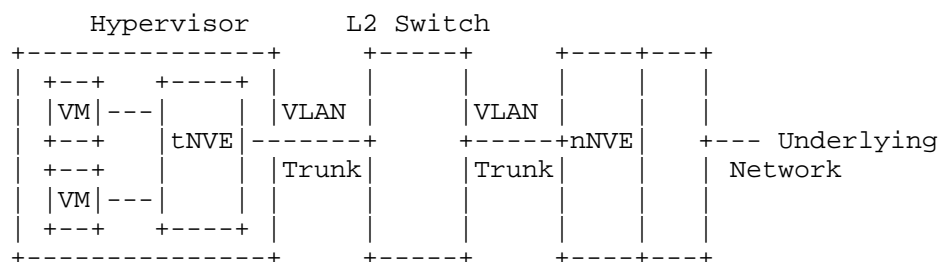 Hypervisor L2 Switch
VM VLAN VLAN
tNVE nNVE Underlying
Trunk Trunk Network
VM